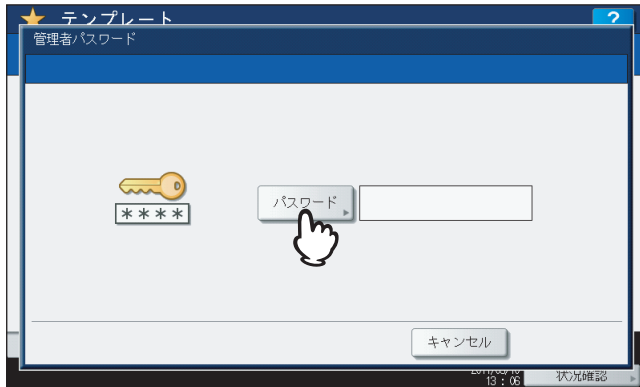 テンプレート
?
管理者パスワード
パスワード
****
キャンセル
13:06
状況確認